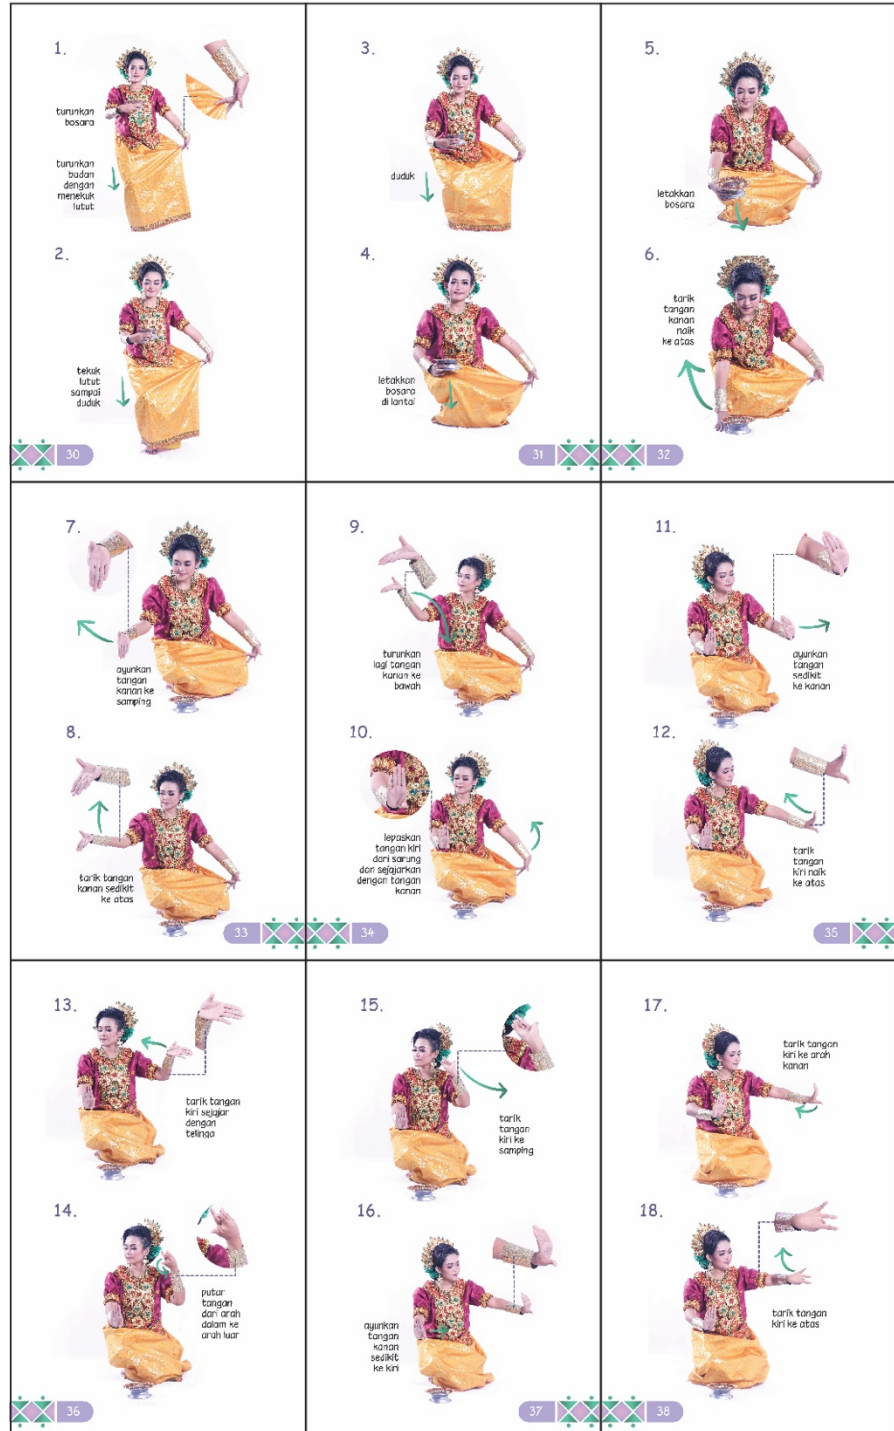 1.
turunkan
bosara
turunkan
badan
dengan
menekuk
lutut
2.
tekuk
lutut
sampai
duduk
30
3.
duduk
4.
letakkan
bosara
di lantai
31
5.
letakkan
bosara
6.
tarik
tangan
kanan
naik
ke atas
32
7.
ayunkan
tangan
kanan ke
samping
8.
tarik tangan
kanan sedikit
ke atas
33
9.
turunkan
lagi tangan
kanan ke
bawah
10.
lepaskan
tangan kiri
dari sarung
dan sejajarkan
dengan tangan
kanan
34
11.
ayunkan
tangan
sedikit
ke kanan
12.
tarik
tangan
kiri naik
ke atas
35
13.
tarik tangan
kiri sejajar
dengan
telinga
14.
putar
tangan
dari arah
dalam ke
arah luar
36
15.
tarik
tangan
kiri ke
samping
16.
ayunkan
tangan
kanan
sedikit
ke kiri
37
17.
tarik tangan
kiri ke arah
kanan
18.
tarik tangan
kiri ke atas
38